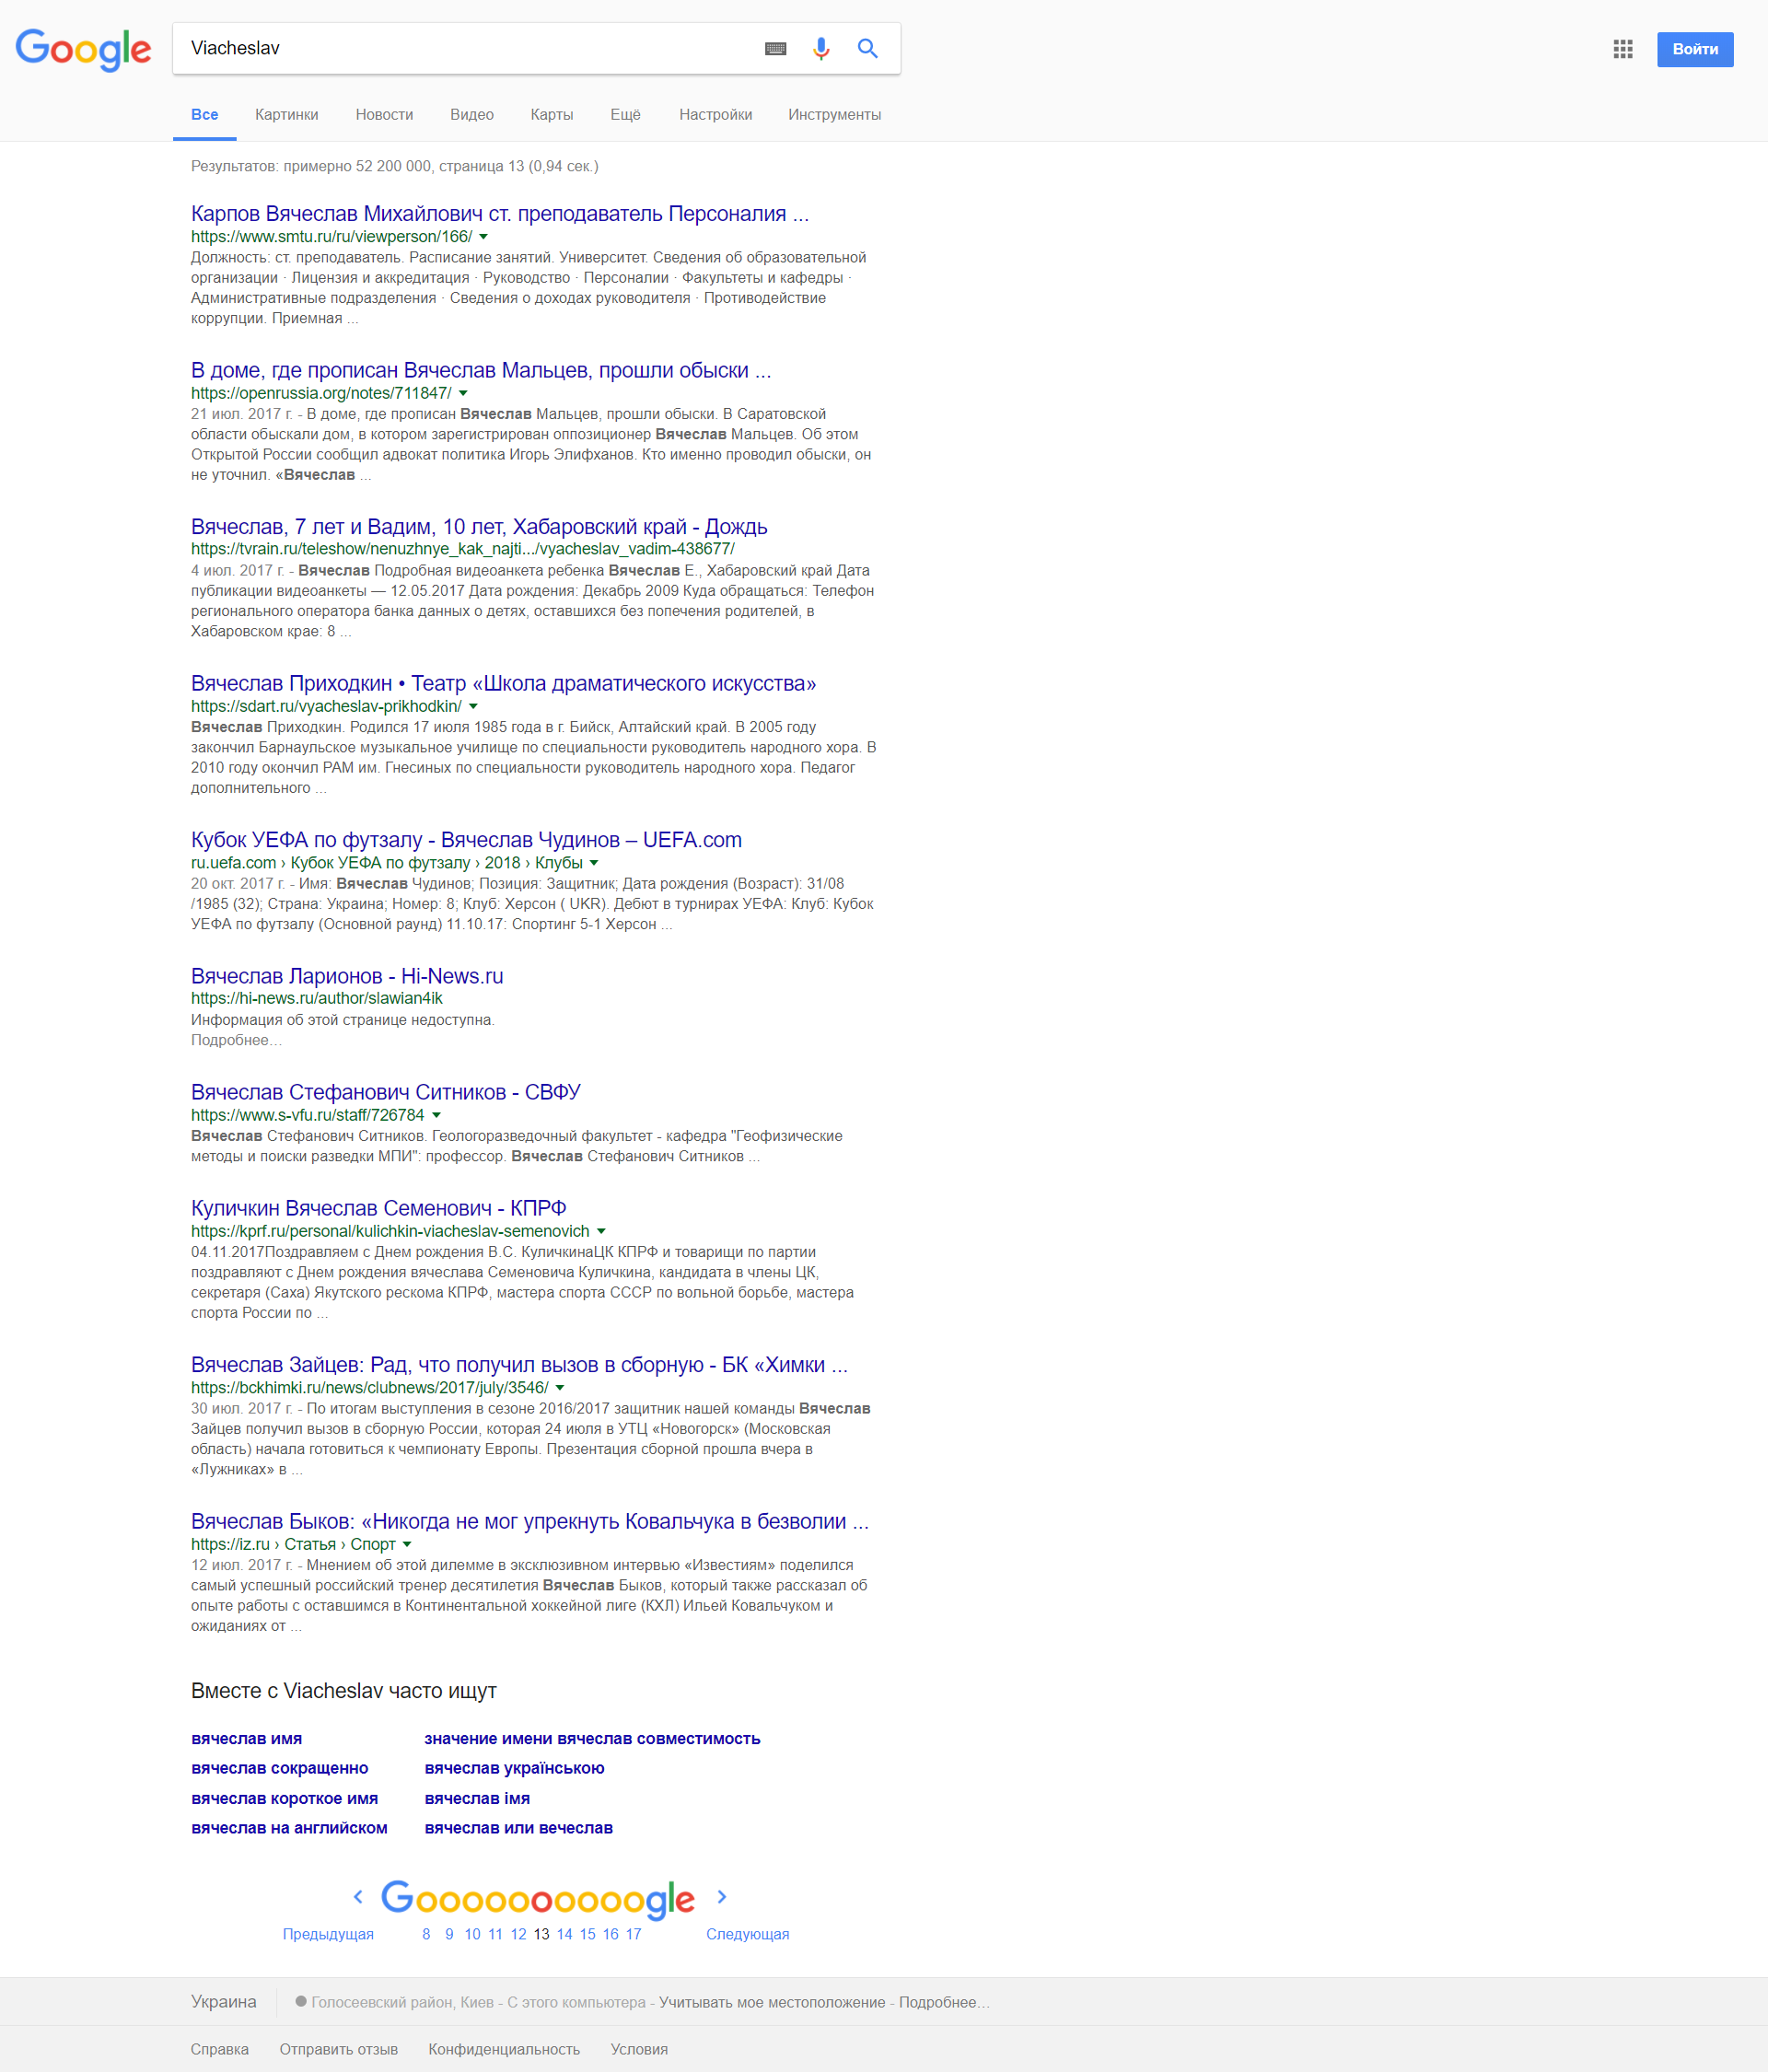 Google
Viacheslav
Войти
Все Картинки Новости Видео Карты Ещё Настройки Инструменты
Результатов: примерно 52 200 000, страница 13 (0,94 сек.)
Карпов Вячеслав Михайлович ст. преподаватель Персоналия ...
https://www.smtu.ru/ru/viewperson/166/
Должность: ст. преподаватель. Расписание занятий. Университет. Сведения об образовательной
организации · Лицензия и аккредитация · Руководство · Персоналии · Факультеты и кафедры ·
Административные подразделения · Сведения о доходах руководителя · Противодействие
коррупции. Приемная ...
В доме, где прописан Вячеслав Мальцев, прошли обыски ...
https://openrussia.org/notes/711847/
21 июл. 2017 г. - В доме, где прописан Вячеслав Мальцев, прошли обыски. В Саратовской
области обыскали дом, в котором зарегистрирован оппозиционер Вячеслав Мальцев. Об этом
Открытой России сообщил адвокат политика Игорь Элифханов. Кто именно проводил обыски, он
не уточнил. «Вячеслав ...
Вячеслав, 7 лет и Вадим, 10 лет, Хабаровский край - Дождь
https://tvrain.ru/teleshow/nenuzhnye_kak_najti.../vyacheslav_vadim-438677/
4 июл. 2017 г. - Вячеслав Подробная видеоанкета ребенка Вячеслав Е., Хабаровский край Дата
публикации видеоанкеты — 12.05.2017 Дата рождения: Декабрь 2009 Куда обращаться: Телефон
регионального оператора банка данных о детях, оставшихся без попечения родителей, в
Хабаровском крае: 8 ...
Вячеслав Приходкин • Театр «Школа драматического искусства»
https://sdart.ru/vyacheslav-prikhodkin/
Вячеслав Приходкин. Родился 17 июля 1985 года в г. Бийск, Алтайский край. В 2005 году
закончил Барнаульское музыкальное училище по специальности руководитель народного хора. В
2010 году окончил РАМ им. Гнесиных по специальности руководитель народного хора. Педагог
дополнительного ...
Кубок УЕФА по футзалу - Вячеслав Чудинов – UEFA.com
ru.uefa.com › Кубок УЕФА по футзалу › 2018 › Клубы
20 окт. 2017 г. - Имя: Вячеслав Чудинов; Позиция: Защитник; Дата рождения (Возраст): 31/08
/1985 (32); Страна: Украина; Номер: 8; Клуб: Херсон ( UKR). Дебют в турнирах УЕФА: Клуб: Кубок
УЕФА по футзалу (Основной раунд) 11.10.17: Спортинг 5-1 Херсон ...
Вячеслав Ларионов - Hi-News.ru
https://hi-news.ru/author/slawian4ik
Информация об этой странице недоступна.
Подробнее...
Вячеслав Стефанович Ситников - СВФУ
https://www.s-vfu.ru/staff/726784
Вячеслав Стефанович Ситников. Геологоразведочный факультет - кафедра "Геофизические
методы и поиски разведки МПИ": профессор. Вячеслав Стефанович Ситников ...
Куличкин Вячеслав Семенович - КПРФ
https://kprf.ru/personal/kulichkin-viacheslav-semenovich
04.11.2017Поздравляем с Днем рождения В.С. КуличкинаЦК КПРФ и товарищи по партии
поздравляют с Днем рождения вячеслава Семеновича Куличкина, кандидата в члены ЦК,
секретаря (Саха) Якутского рескома КПРФ, мастера спорта СССР по вольной борьбе, мастера
спорта России по ...
Вячеслав Зайцев: Рад, что получил вызов в сборную - БК «Химки ...
https://bckhimki.ru/news/clubnews/2017/july/3546/
30 июл. 2017 г. - По итогам выступления в сезоне 2016/2017 защитник нашей команды Вячеслав
Зайцев получил вызов в сборную России, которая 24 июля в УТЦ «Новогорск» (Московская
область) начала готовиться к чемпионату Европы. Презентация сборной прошла вчера в
«Лужниках» в ...
Вячеслав Быков: «Никогда не мог упрекнуть Ковальчука в безволии ...
https://iz.ru › Статья › Спорт
12 июл. 2017 г. - Мнением об этой дилемме в эксклюзивном интервью «Известиям» поделился
самый успешный российский тренер десятилетия Вячеслав Быков, который также рассказал об
опыте работы с оставшимся в Континентальной хоккейной лиге (КХЛ) Ильей Ковальчуком и
ожиданиях от ...
Вместе с Viacheslav часто ищут
вячеслав имя значение имени вячеслав совместимость
вячеслав сокращенно вячеслав українською
вячеслав короткое имя вячеслав імя
вячеслав на английском вячеслав или вечеслав
Goooooooooogle
Предыдущая 8 9 10 11 12 13 14 15 16 17 Следующая
Украина Голосеевский район, Киев - С этого компьютера - Учитывать мое местоположение - Подробнее...
Справка Отправить отзыв Конфиденциальность Условия